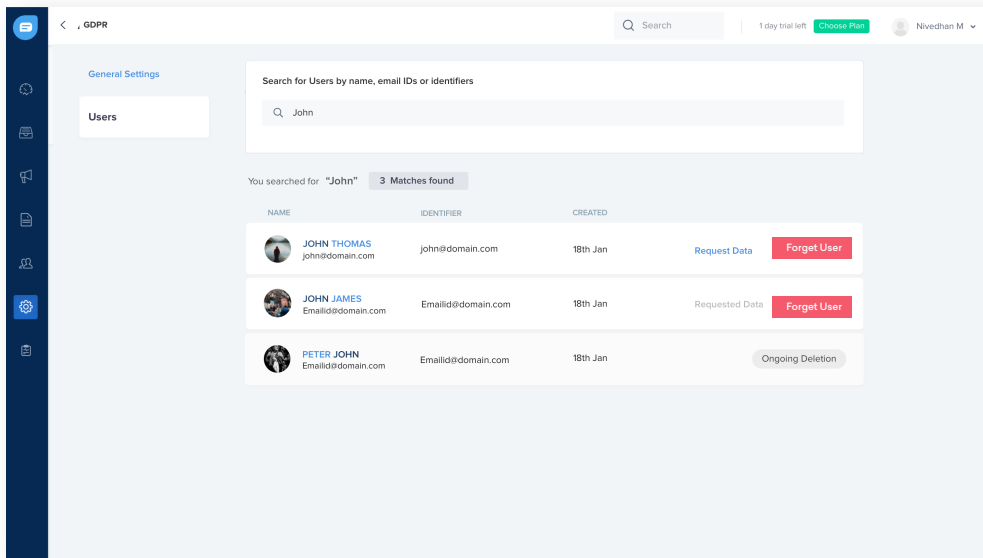 , GDPR
Search
1 day trial left
Choose Plan
Nivedhan M
General Settings
Users
Search for Users by name, email IDs or identifiers
John
You searched for “John” 3 Matches found
NAME IDENTIFIER CREATED
JOHN THOMAS
john@domain.com
john@domain.com
18th Jan
Request Data
Forget User
JOHN JAMES
Emailid@domain.com
Emailid@domain.com
18th Jan
Requested Data
Forget User
PETER JOHN
Emailid@domain.com
Emailid@domain.com
18th Jan
Ongoing Deletion